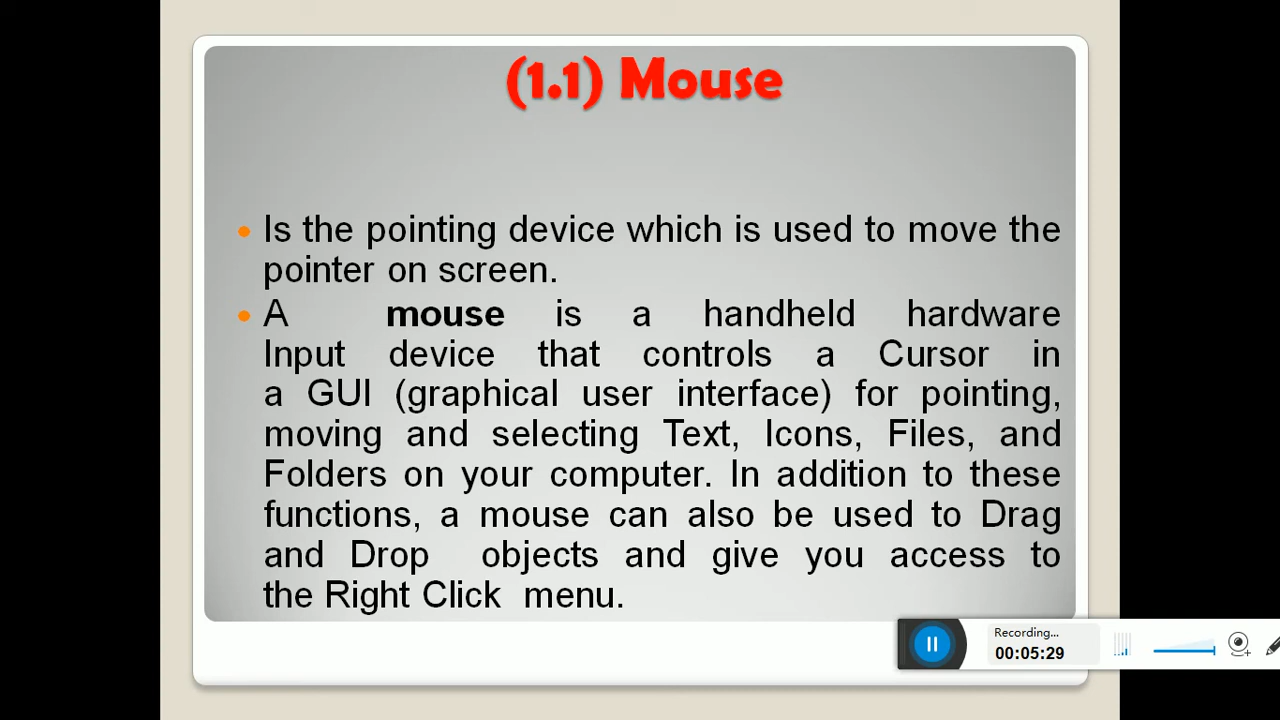 (1.1) Mouse
Is the pointing device which is used to move the
pointer on screen.
A mouse is a handheld hardware
Input device that controls a Cursor in
a GUI (graphical user interface) for pointing,
moving and selecting Text, Icons, Files, and
Folders on your computer. In addition to these
functions, a mouse can also be used to Drag
and Drop objects and give you access to
the Right Click menu.
Recording...
00:05:29